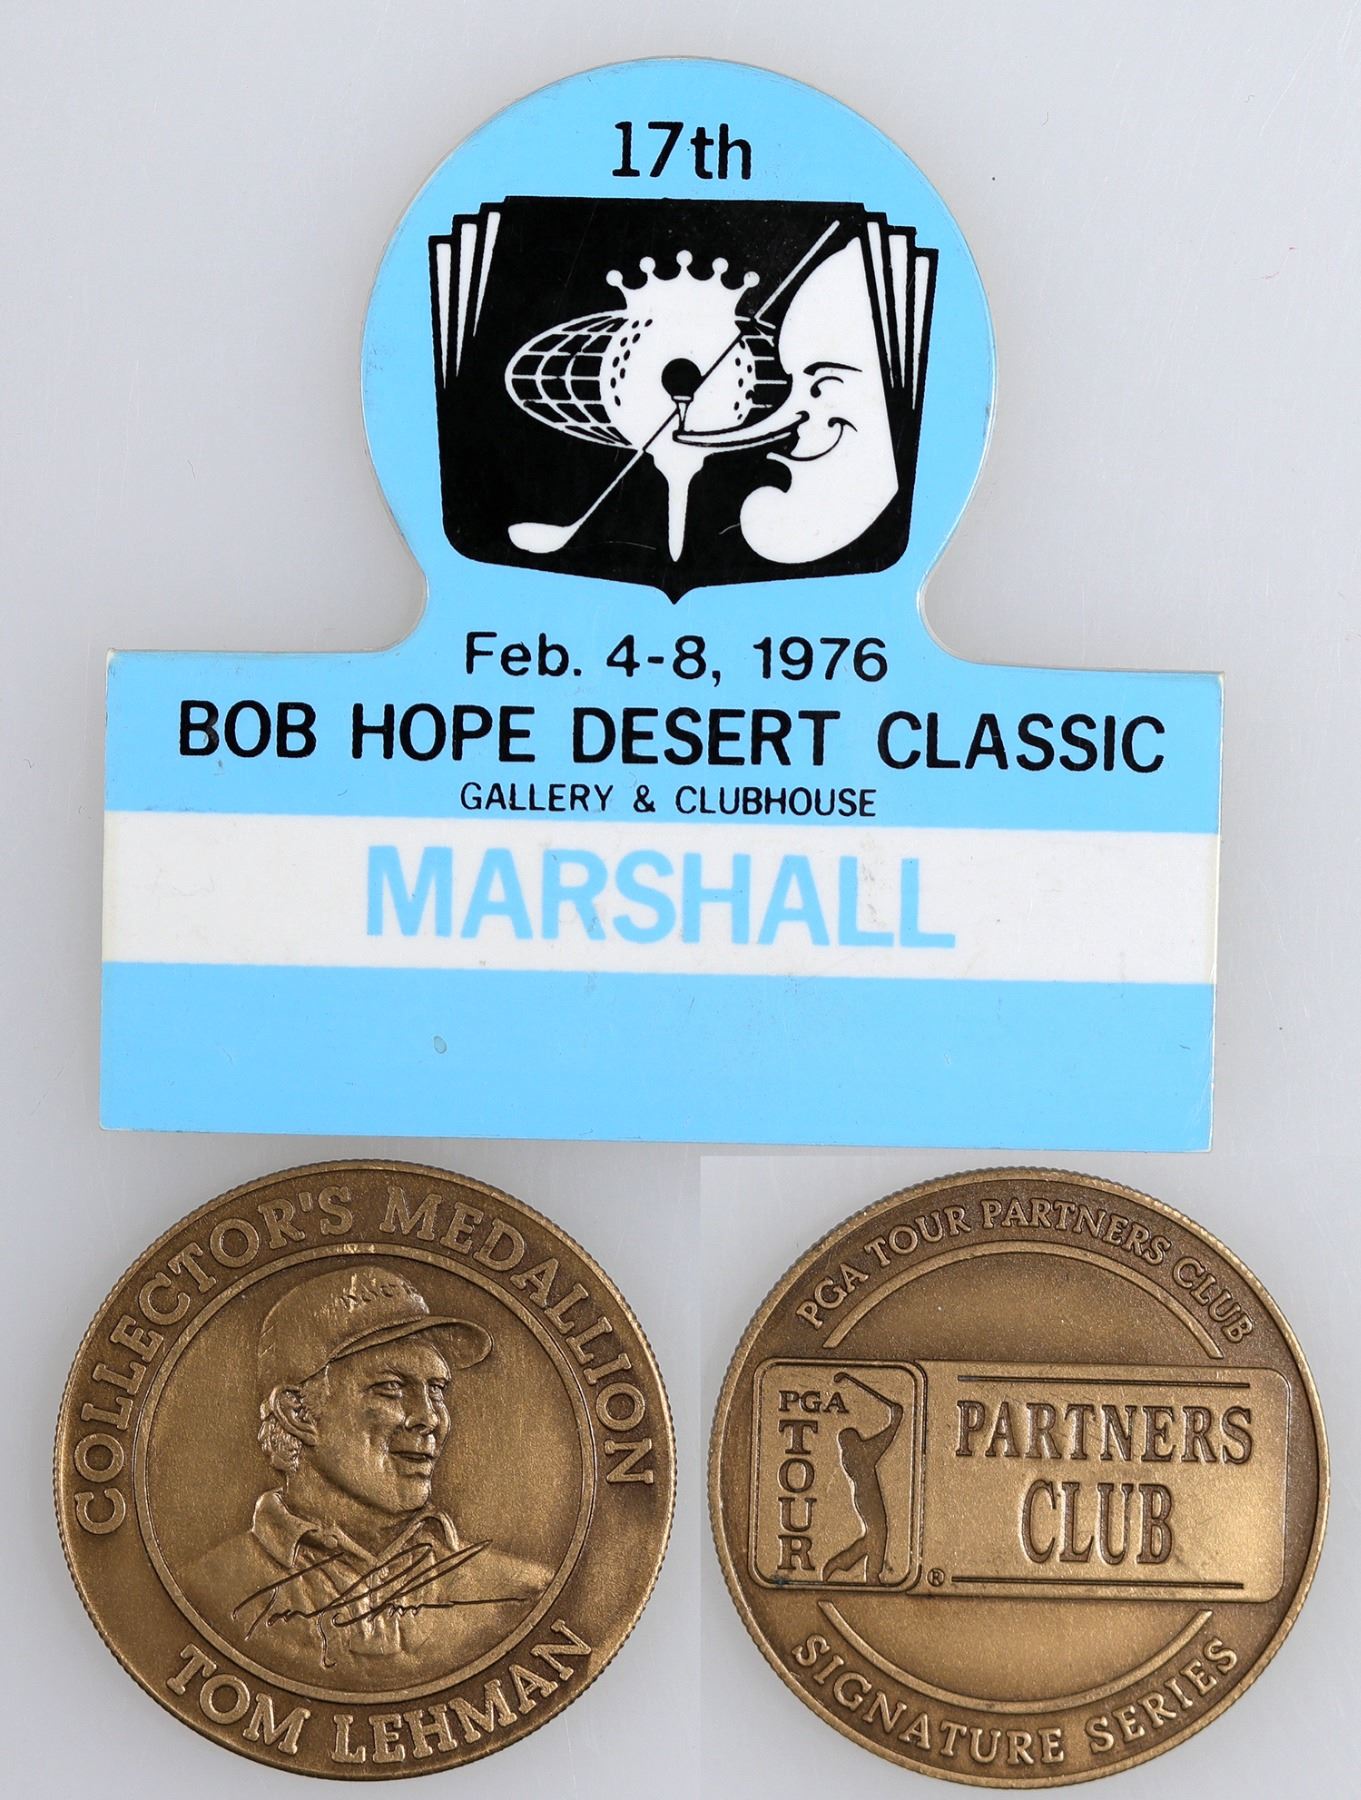 17th
Feb. 4-8, 1976
BOB HOPE DESERT CLASSIC
GALLERY & CLUBHOUSE
MARSHALL
COLLECTOR'S MEDALLION
TOM LEHMAN
PGA TOUR PARTNERS CLUB
PGA
TOUR
®
PARTNERS
CLUB
SIGNATURE SERIES